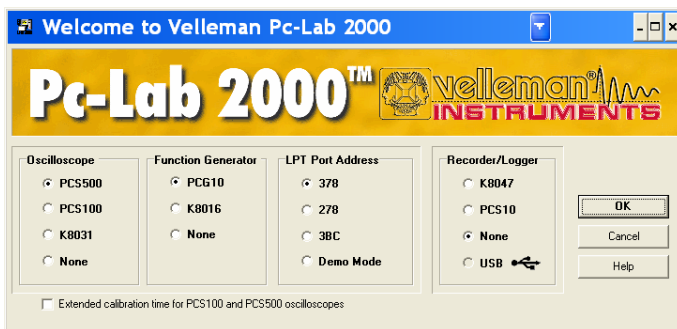 Welcome to Velleman Pc-Lab 2000
Pc-Lab 2000™
velleman®
INSTRUMENTS
Oscilloscope
PCS500
PCS100
K8031
None
Function Generator
PCG10
K8016
None
LPT Port Address
378
278
3BC
Demo Mode
Recorder/Logger
K8047
PCS10
None
USB
OK
Cancel
Help
Extended calibration time for PCS100 and PCS500 oscilloscopes